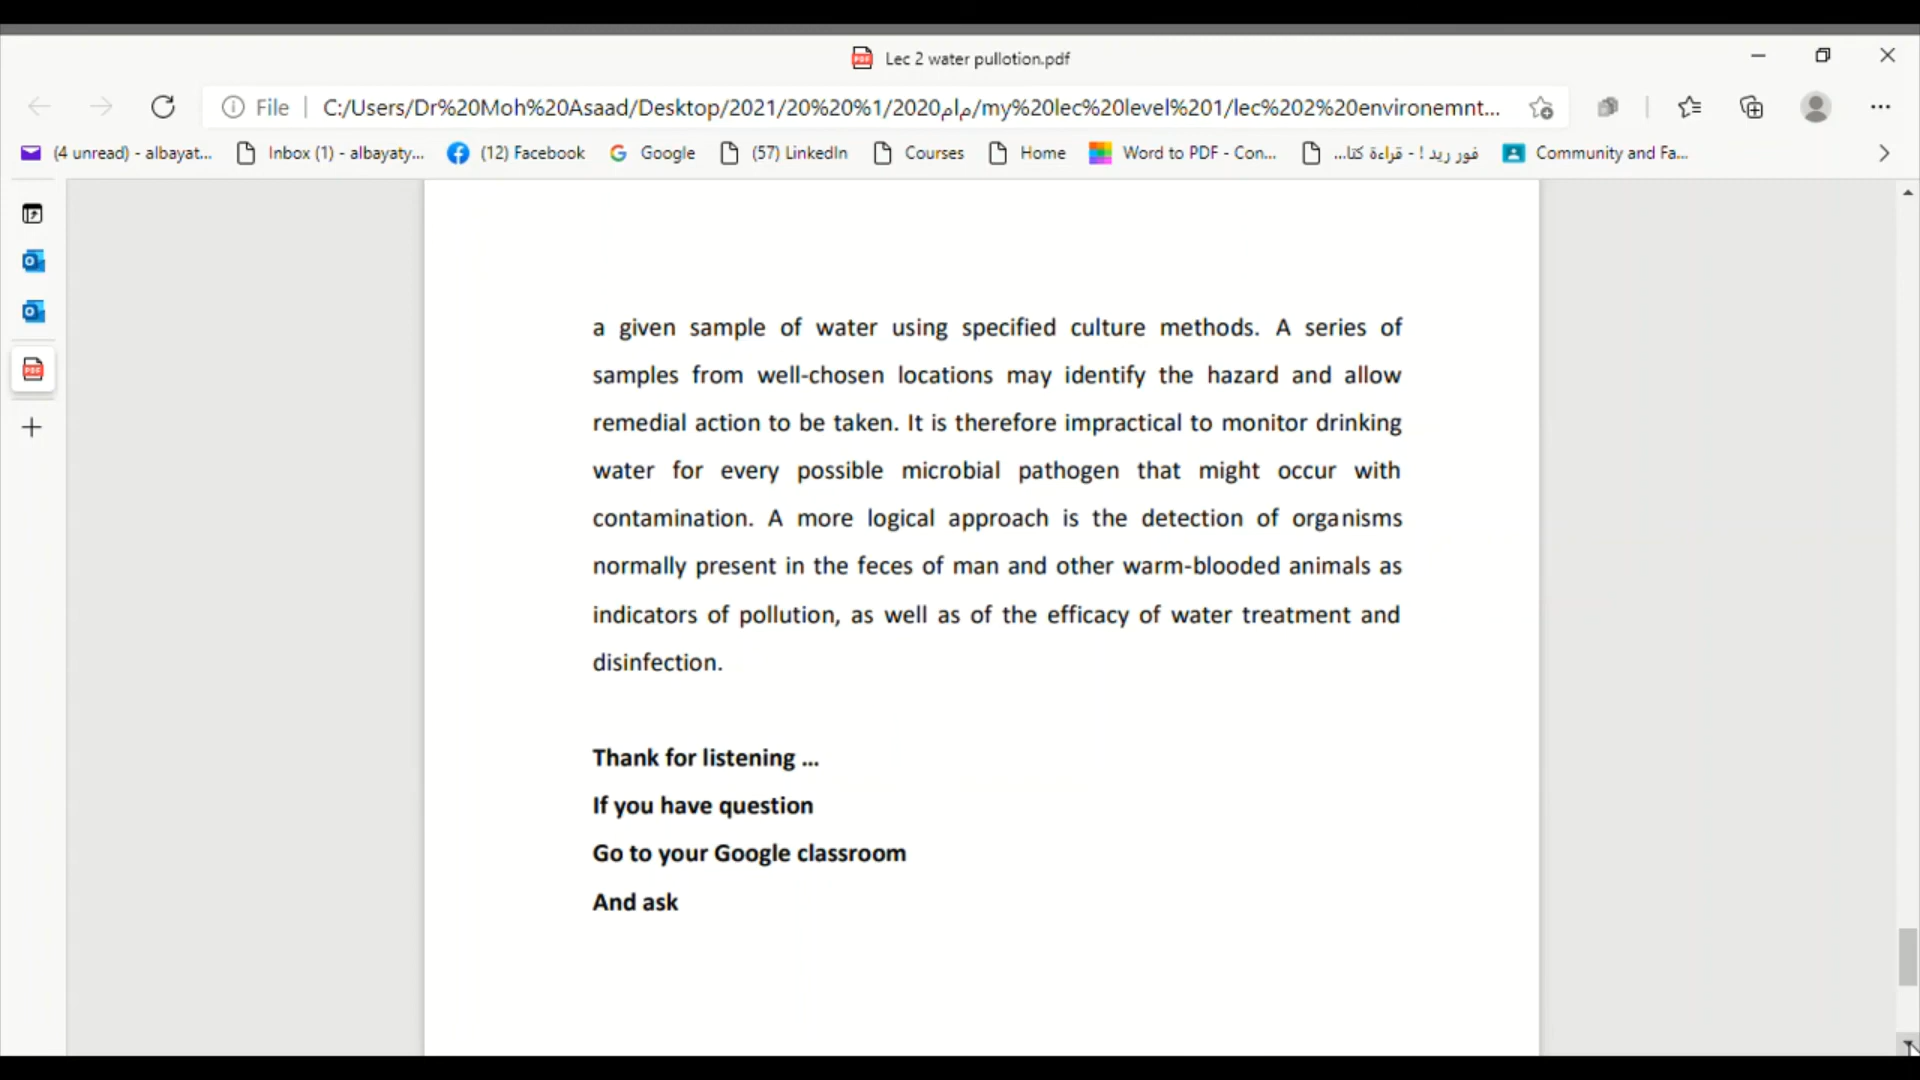 Lec 2 water pullotion.pdf
File C:/Users/Dr%20Moh%20Asaad/Desktop/2021/20%20%1/2020مام/my%20lec%20level%201/lec%202%20environemnt...
(4 unread) - albayat... Inbox (1) - albayaty... (12) Facebook Google (57) LinkedIn Courses Home Word to PDF - Con... فور ريد ! - قراءة كتا... Community and Fa...
a given sample of water using specified culture methods. A series of
samples from well-chosen locations may identify the hazard and allow
remedial action to be taken. It is therefore impractical to monitor drinking
water for every possible microbial pathogen that might occur with
contamination. A more logical approach is the detection of organisms
normally present in the feces of man and other warm-blooded animals as
indicators of pollution, as well as of the efficacy of water treatment and
disinfection.
Thank for listening ...
If you have question
Go to your Google classroom
And ask